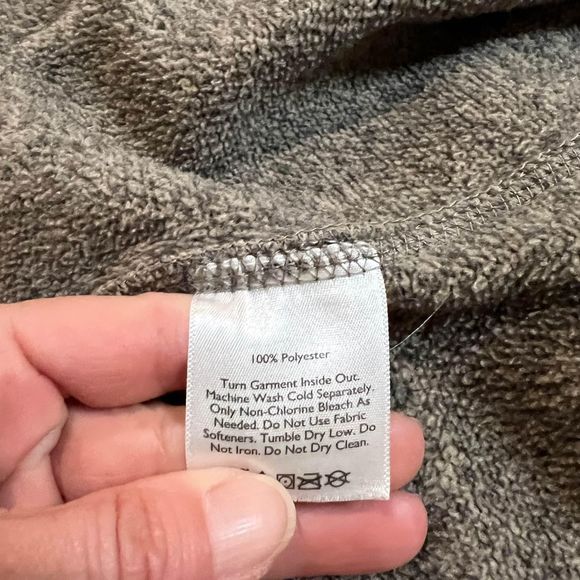 100% Polyester
Turn Garment Inside Out.
Machine Wash Cold Separately.
Only Non-Chlorine Bleach As
Needed. Do Not Use Fabric
Softeners. Tumble Dry Low. Do
Not Iron. Do Not Dry Clean.